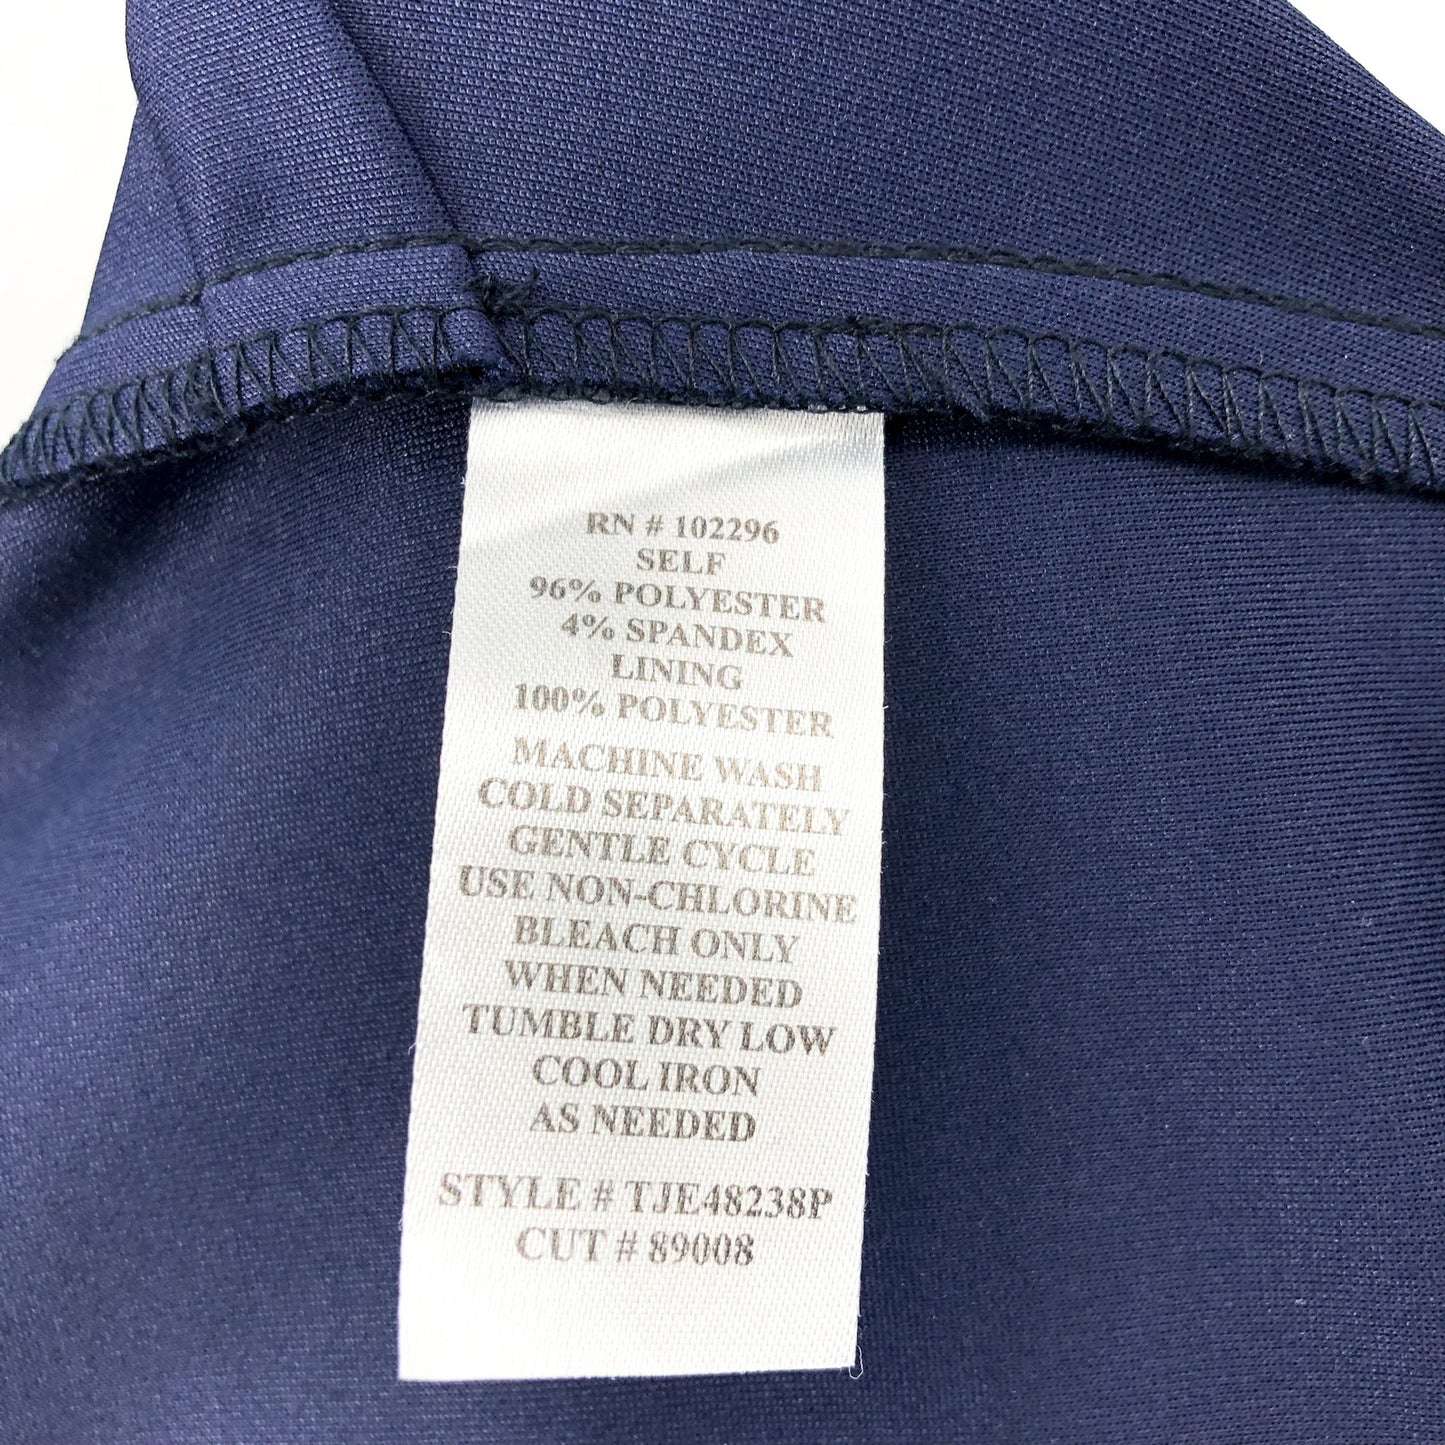 RN # 102296
SELF
96% POLYESTER
4% SPANDEX
LINING
100% POLYESTER
MACHINE WASH
COLD SEPARATELY
GENTLE CYCLE
USE NON-CHLORINE
BLEACH ONLY
WHEN NEEDED
TUMBLE DRY LOW
COOL IRON
AS NEEDED
STYLE # TJE48238P
CUT # 89008